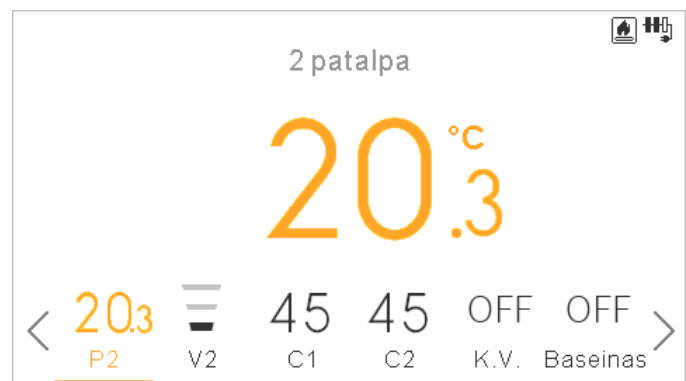 2 patalpa
20.3 °C
20.3 45 45 OFF OFF
P2 V2 C1 C2 K.V. Baseinas